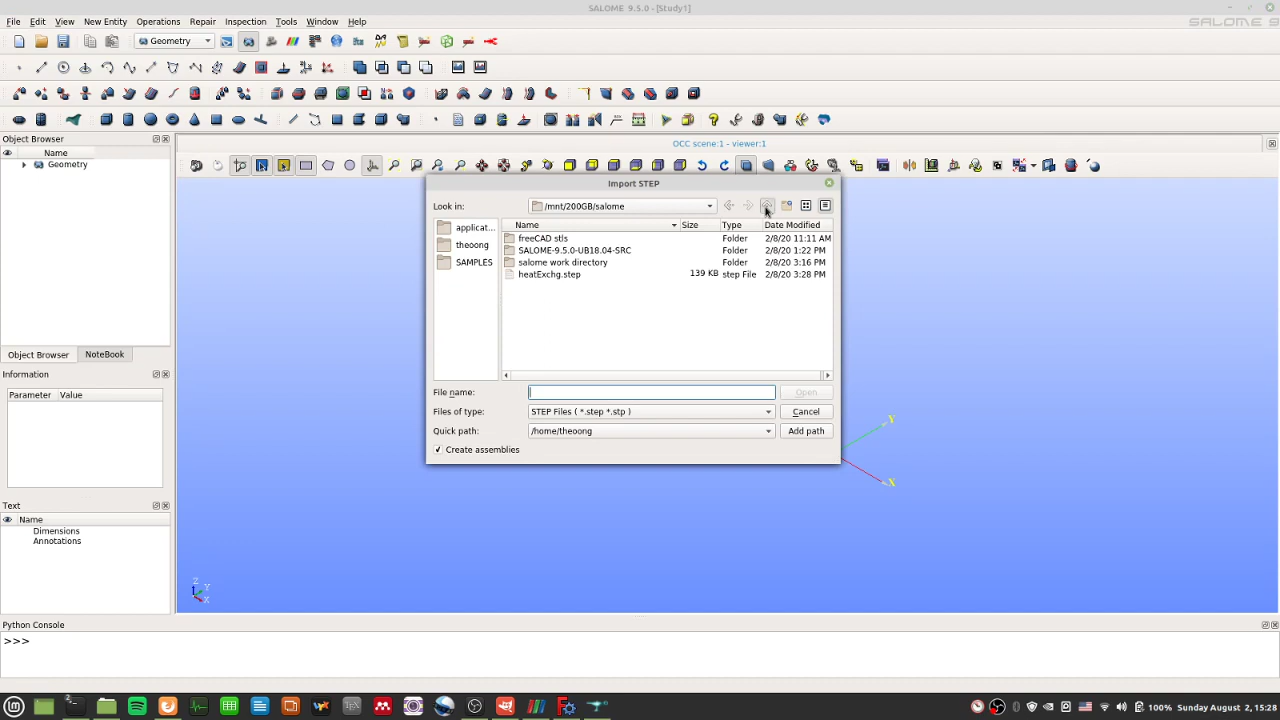 SALOME 9.5.0 - [Study1]
File Edit View New Entity Operations Repair Inspection Tools Window Help
SALOME 9
Geometry
Object Browser
Name
Geometry
OCC scene:1 - viewer:1
Import STEP
Look in: /mnt/200GB/salome
applicat...
theoong
SAMPLES
Name Size Type Date Modified
freeCAD stls Folder 2/8/20 11:11 AM
SALOME-9.5.0-UB18.04-SRC Folder 2/8/20 1:22 PM
salome work directory Folder 2/8/20 3:16 PM
heatExchg.step 139 KB step File 2/8/20 3:28 PM
File name: Open
Files of type: STEP Files ( *.step *.stp ) Cancel
Quick path: /home/theoong Add path
Create assemblies
Object Browser NoteBook
Information
Parameter Value
Text
Name
Dimensions
Annotations
Y
X
Z
Y
X
Python Console
>>>
2
TEX
100% Sunday August 2, 15:28